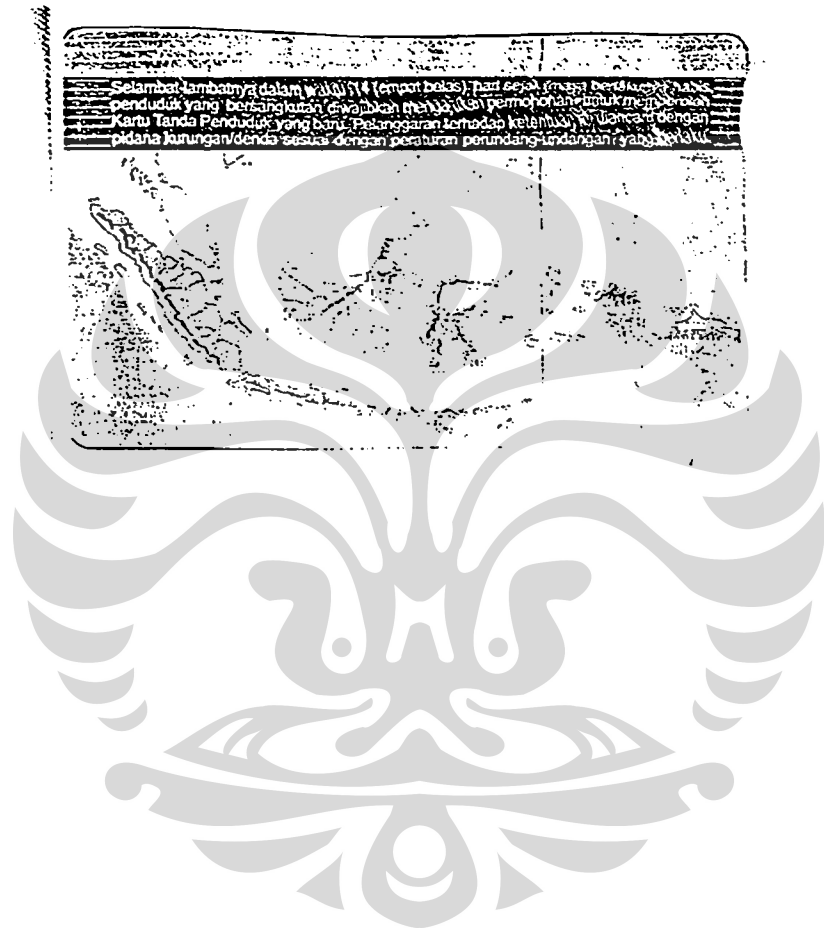 Selambat-lambatnya dalam waktu 14 (empat belas) hari sejak masa berlakunya habis,
penduduk yang bersangkutan diwajibkan mengajukan permohonan untuk memperoleh
Kartu Tanda Penduduk yang baru. Pelanggaran terhadap ketentuan diancam dengan
pidana kurungan/denda sesuai dengan peraturan perundang-undangan yang berlaku.